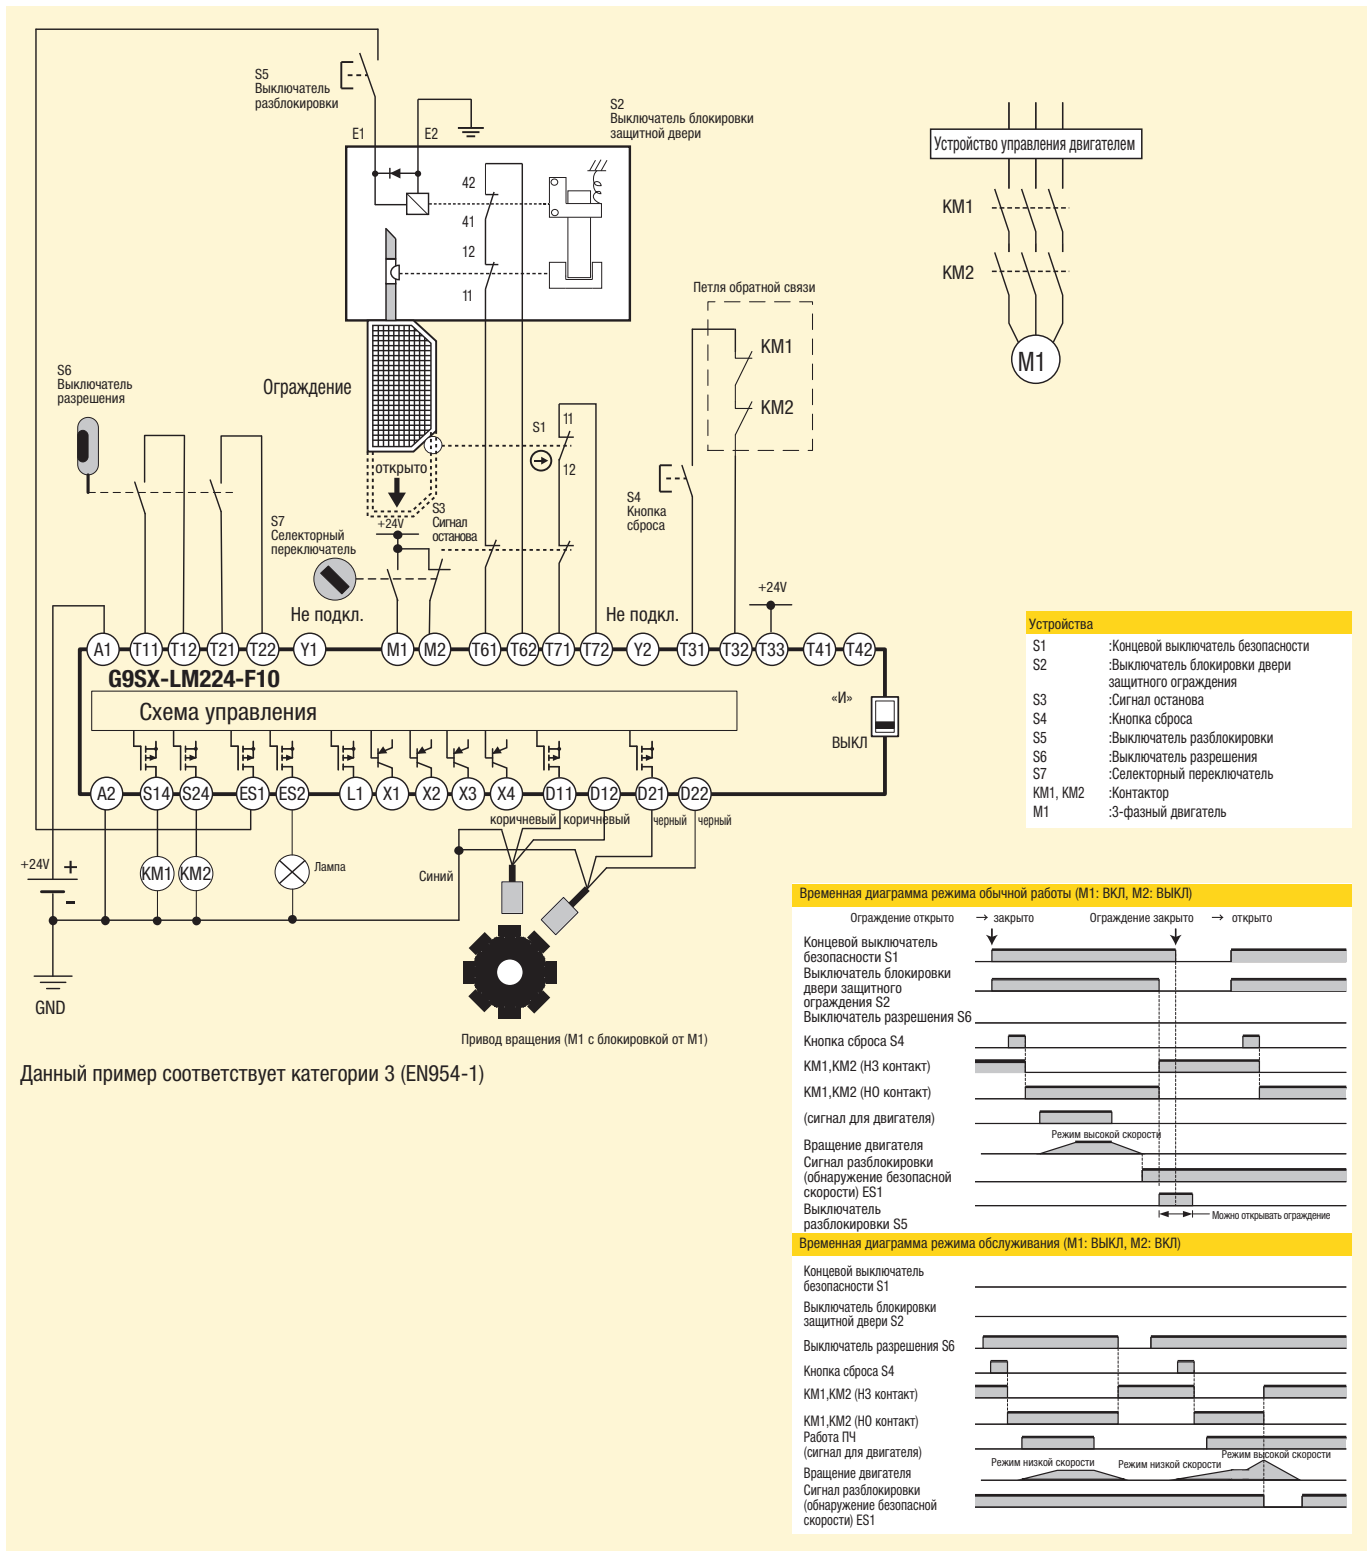 S5
Выключатель
разблокировки
E1
E2
S2
Выключатель блокировки
защитной двери
42
41
12
11
Устройство управления двигателем
KM1
KM2
M1
Петля обратной связи
KM1
KM2
S6
Выключатель
разрешения
Ограждение
открыто
S1
11
12
S4
Кнопка
сброса
S7
Селекторный
переключатель
+24V
S3
Сигнал
останова
Не подкл.
Не подкл.
+24V
A1 T11 T12 T21 T22 Y1 M1 M2 T61 T62 T71 T72 Y2 T31 T32 T33 T41 T42
G9SX-LM224-F10
Схема управления
«И»
ВЫКЛ
A2 S14 S24 ES1 ES2 L1 X1 X2 X3 X4 D11 D12 D21 D22
коричневый коричневый черный черный
+24V
+
-
KM1 KM2
Лампа
Синий
GND
Привод вращения (М1 с блокировкой от М1)
Данный пример соответствует категории 3 (EN954-1)
Устройства
S1 :Концевой выключатель безопасности
S2 :Выключатель блокировки двери
защитного ограждения
S3 :Сигнал останова
S4 :Кнопка сброса
S5 :Выключатель разблокировки
S6 :Выключатель разрешения
S7 :Селекторный переключатель
KM1, KM2 :Контактор
M1 :3-фазный двигатель
Временная диаграмма режима обычной работы (M1: ВКЛ, M2: ВЫКЛ)
Ограждение открыто → закрыто Ограждение закрыто → открыто
Концевой выключатель
безопасности S1
Выключатель блокировки
двери защитного
ограждения S2
Выключатель разрешения S6
Кнопка сброса S4
KM1,KM2 (НЗ контакт)
KM1,KM2 (НО контакт)
(сигнал для двигателя)
Режим высокой скорости
Вращение двигателя
Сигнал разблокировки
(обнаружение безопасной
скорости) ES1
Выключатель
разблокировки S5
Можно открывать ограждение
Временная диаграмма режима обслуживания (M1: ВЫКЛ, M2: ВКЛ)
Концевой выключатель
безопасности S1
Выключатель блокировки
защитной двери S2
Выключатель разрешения S6
Кнопка сброса S4
KM1,KM2 (НЗ контакт)
KM1,KM2 (НО контакт)
Работа ПЧ
(сигнал для двигателя)
Режим низкой скорости Режим низкой скорости Режим высокой скорости
Вращение двигателя
Сигнал разблокировки
(обнаружение безопасной
скорости) ES1